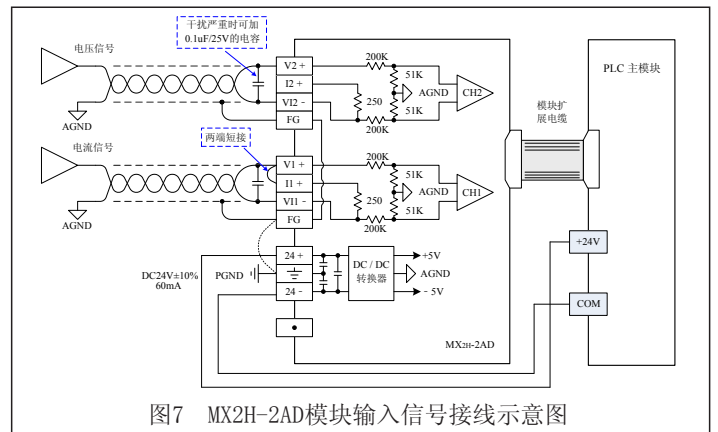 干扰严重时可加
0.1uF/25V的电容
电压信号
AGND
V2 +
I2 +
VI2 -
FG
200K
51K
250
AGND
51K
200K
CH2
PLC 主模块
模块扩
展电缆
两端短接
电流信号
AGND
V1 +
I1 +
VI1 -
FG
200K
51K
250
AGND
51K
200K
CH1
+24V
COM
DC24V±10%
60mA
PGND
24 +
24 -
DC / DC
转换器
+5V
AGND
- 5V
MX2H-2AD
图7 MX2H-2AD模块输入信号接线示意图